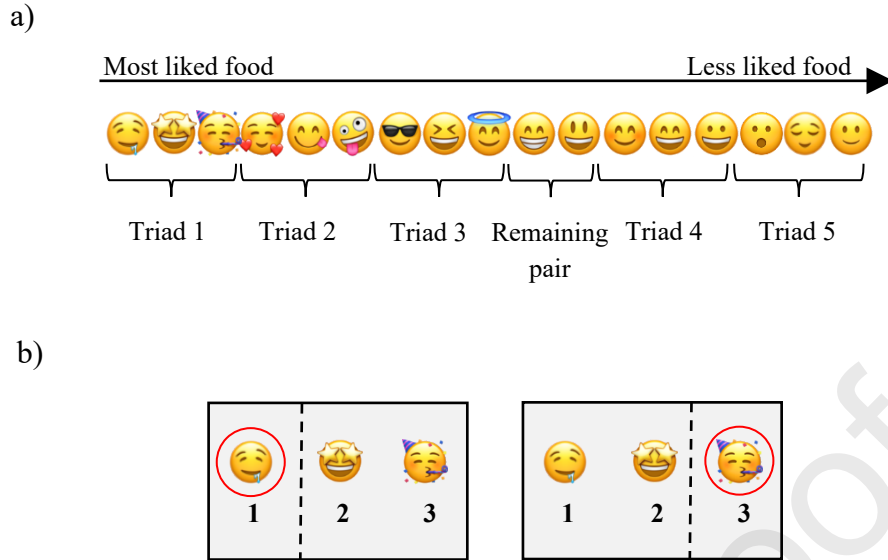 a)
Most liked food Less liked food
Triad 1 Triad 2 Triad 3 Remaining pair Triad 4 Triad 5
b)
1 2 3 1 2 3